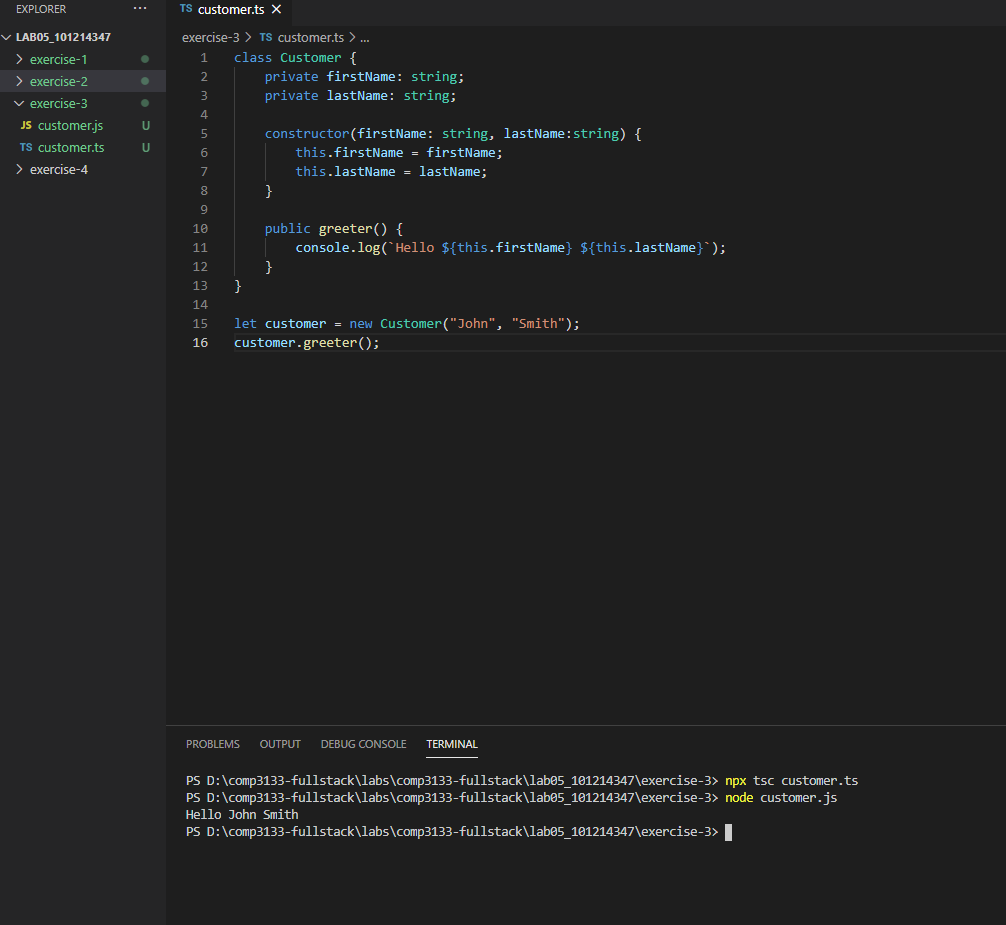 EXPLORER ...
TS customer.ts ×
LAB05_101214347
exercise-1
exercise-2
exercise-3
JS customer.js U
TS customer.ts U
exercise-4
exercise-3 > TS customer.ts > ...
1 class Customer {
2     private firstName: string;
3     private lastName: string;
4
5     constructor(firstName: string, lastName:string) {
6         this.firstName = firstName;
7         this.lastName = lastName;
8     }
9
10     public greeter() {
11         console.log(`Hello ${this.firstName} ${this.lastName}`);
12     }
13 }
14
15 let customer = new Customer("John", "Smith");
16 customer.greeter();
PROBLEMS OUTPUT DEBUG CONSOLE TERMINAL
PS D:\comp3133-fullstack\labs\comp3133-fullstack\lab05_101214347\exercise-3> npx tsc customer.ts
PS D:\comp3133-fullstack\labs\comp3133-fullstack\lab05_101214347\exercise-3> node customer.js
Hello John Smith
PS D:\comp3133-fullstack\labs\comp3133-fullstack\lab05_101214347\exercise-3>